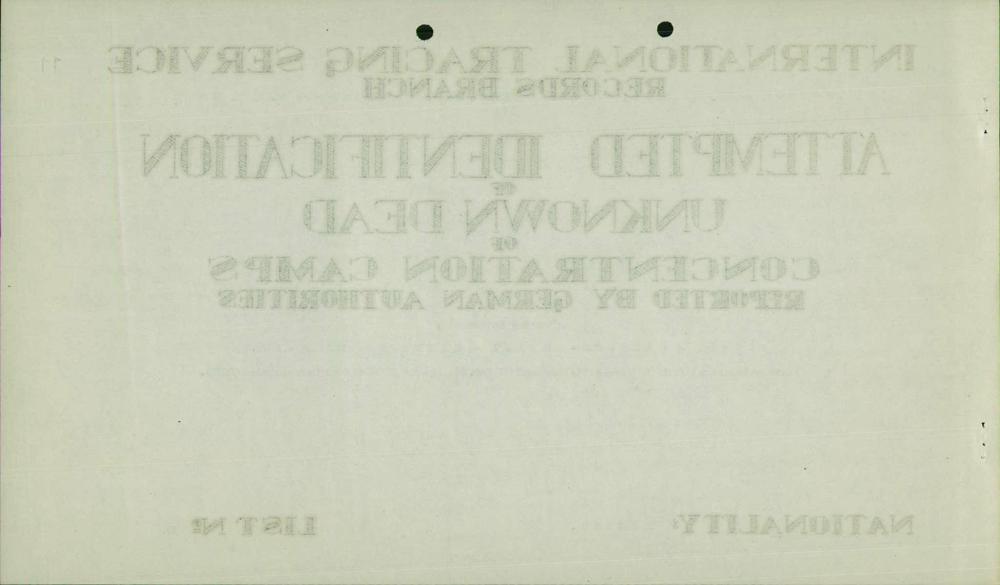 INTERNATIONAL TRACING SERVICE
RECORDS BRANCH
ATTEMPTED IDENTIFICATION
OF
UNKNOWN DEAD
OF
CONCENTRATION CAMPS
REPORTED BY GERMAN AUTHORITIES
NATIONALITY: LIST Nº